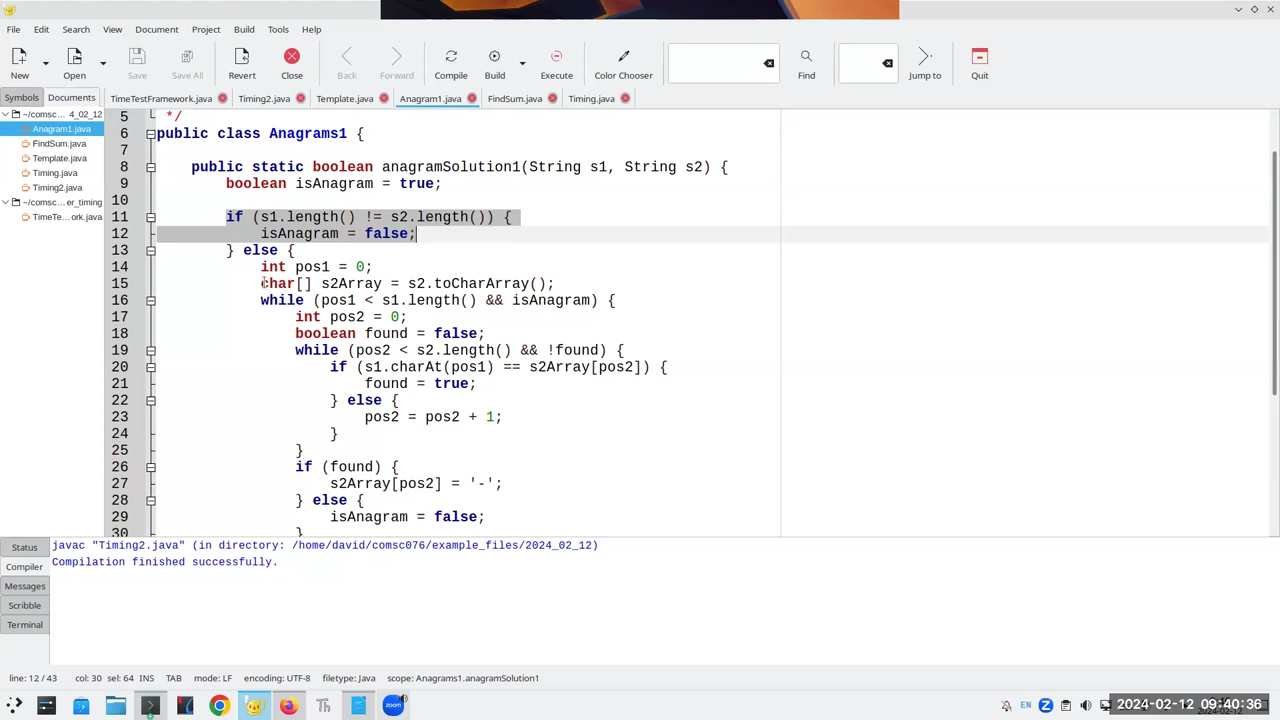 File Edit Search View Document Project Build Tools Help
New Open Save Save All Revert Close Back Forward Compile Build Execute Color Chooser Find Jump to Quit
Symbols Documents TimeTestFramework.java Timing2.java Template.java Anagram1.java FindSum.java Timing.java
~/comsc... 4_02_12
Anagram1.java
FindSum.java
Template.java
Timing.java
Timing2.java
~/comsc... er_timing
TimeTe...ork.java
5 */
6 public class Anagrams1 {
7
8 public static boolean anagramSolution1(String s1, String s2) {
9 boolean isAnagram = true;
10
11 if (s1.length() != s2.length()) {
12 isAnagram = false;
13 } else {
14 int pos1 = 0;
15 char[] s2Array = s2.toCharArray();
16 while (pos1 < s1.length() && isAnagram) {
17 int pos2 = 0;
18 boolean found = false;
19 while (pos2 < s2.length() && !found) {
20 if (s1.charAt(pos1) == s2Array[pos2]) {
21 found = true;
22 } else {
23 pos2 = pos2 + 1;
24 }
25 }
26 if (found) {
27 s2Array[pos2] = '-';
28 } else {
29 isAnagram = false;
30 }
Status
Compiler
Messages
Scribble
Terminal
javac "Timing2.java" (in directory: /home/david/comsc076/example_files/2024_02_12)
Compilation finished successfully.
line: 12 / 43 col: 30 sel: 64 INS TAB mode: LF encoding: UTF-8 filetype: Java scope: Anagrams1.anagramSolution1
Th zoom EN Z 2024-02-12 09:40:36